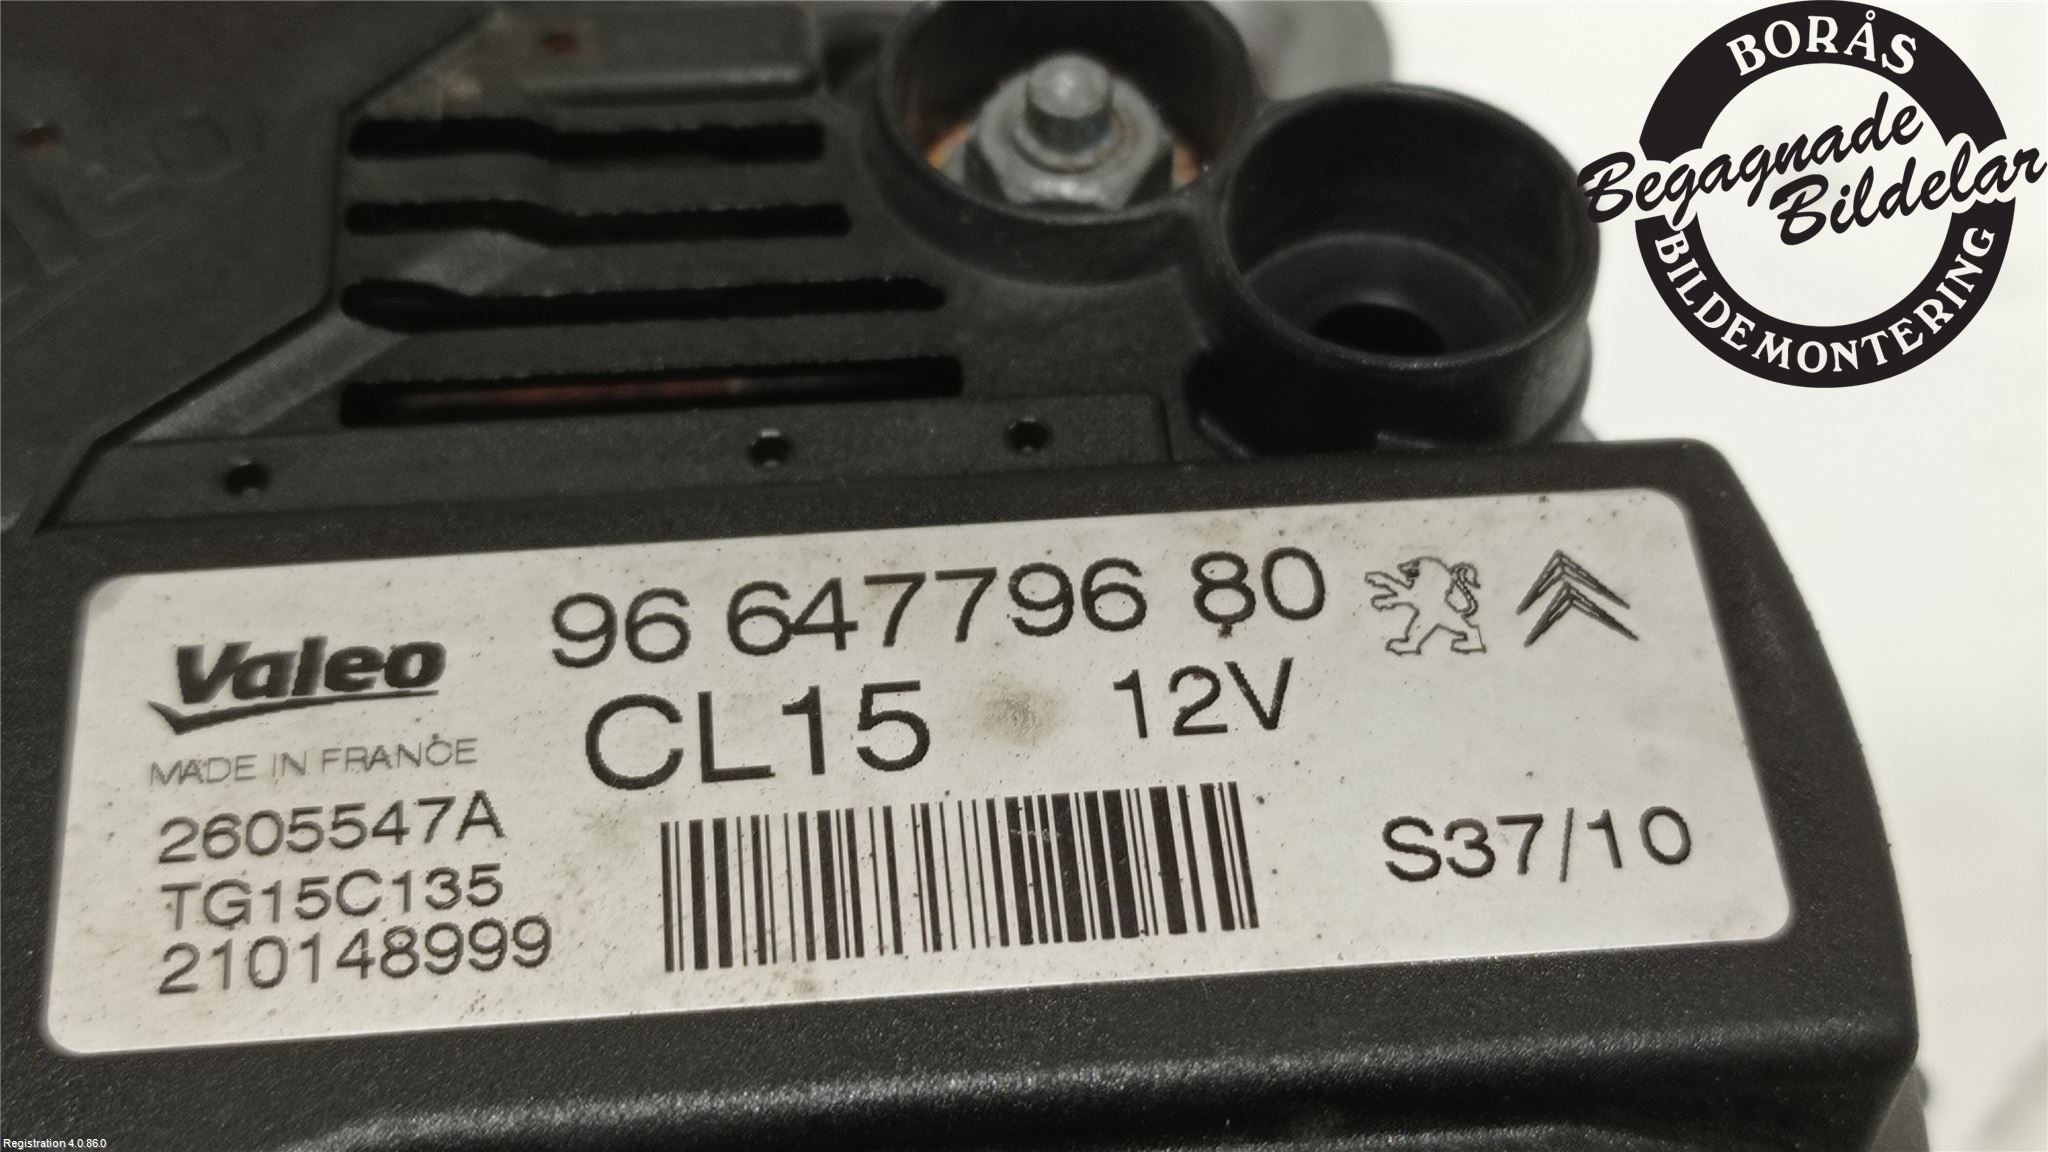 BORÅS
Begagnade
Bildelar
BILDEMONTERING
96 647796 80
Valeo
CL15
12V
MADE IN FRANCE
2605547A
TG15C135
210148999
S37/10
Registration 4.0.86.0